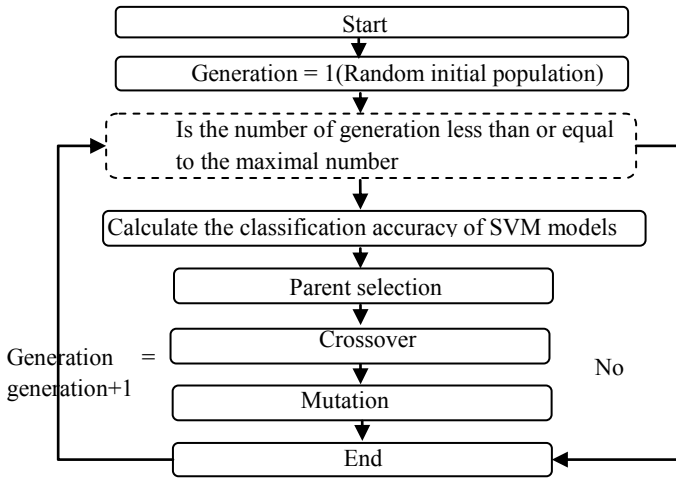 Start
Generation = 1(Random initial population)
Is the number of generation less than or equal
to the maximal number
Calculate the classification accuracy of SVM models
Parent selection
Crossover
Generation =
generation+1
No
Mutation
End